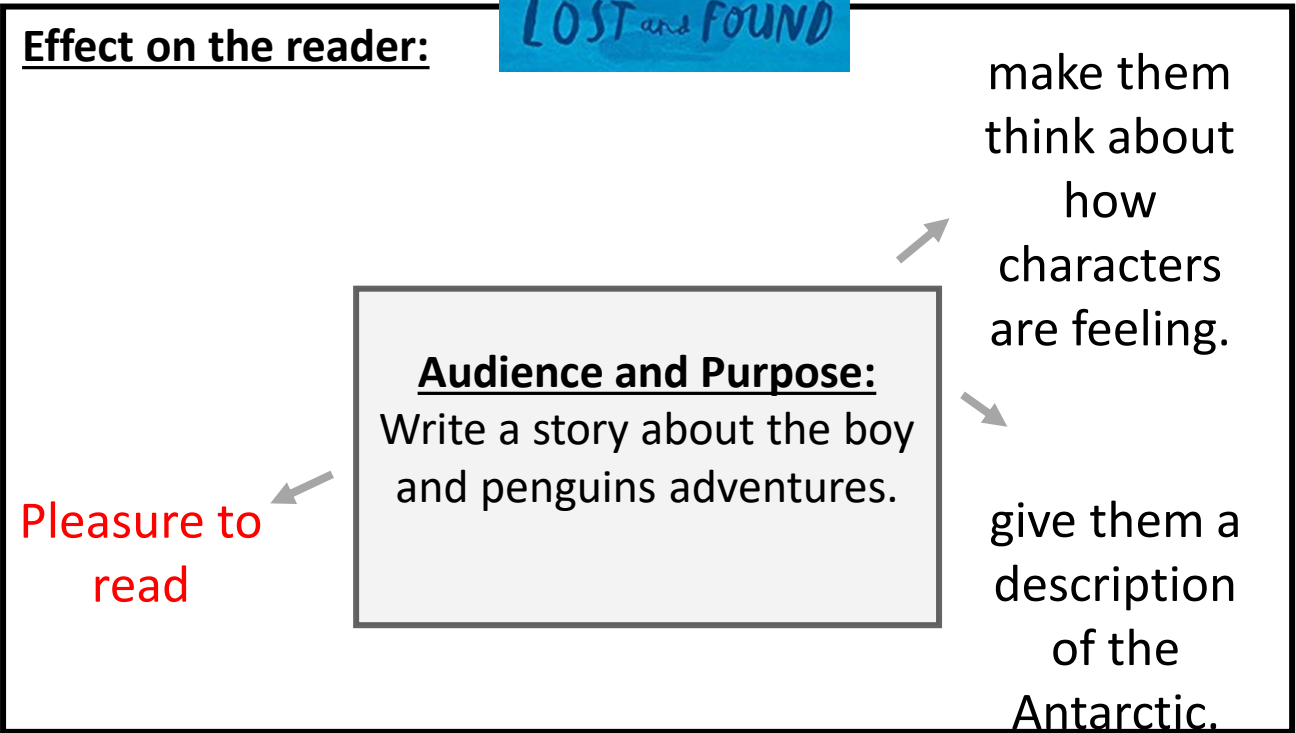 LOST and FOUND
Effect on the reader:
make them
think about
how
characters
are feeling.
Audience and Purpose:
Write a story about the boy
and penguins adventures.
Pleasure to
read
give them a
description
of the
Antarctic.